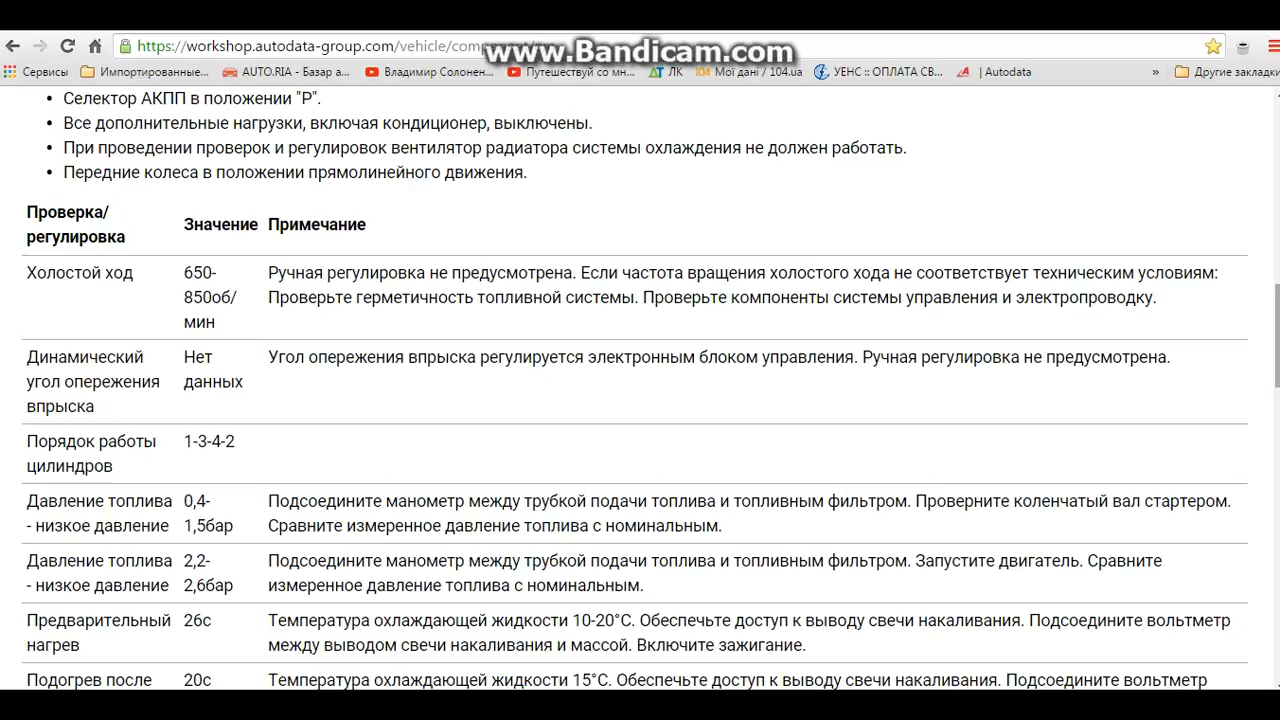 https://workshop.autodata-group.com/vehicle/com
www.Bandicam.com
Сервисы
Импортированные...
AUTO.RIA - Базар а...
Владимир Солонен...
Путешествуй со мн...
ЛК
104 Мої дані / 104.ua
УЕНС :: ОПЛАТА СВ...
| Autodata
»
Другие закладки
• Селектор АКПП в положении "Р".
• Все дополнительные нагрузки, включая кондиционер, выключены.
• При проведении проверок и регулировок вентилятор радиатора системы охлаждения не должен работать.
• Передние колеса в положении прямолинейного движения.
Проверка/
регулировка
Значение
Примечание
Холостой ход
650-
850об/
мин
Ручная регулировка не предусмотрена. Если частота вращения холостого хода не соответствует техническим условиям:
Проверьте герметичность топливной системы. Проверьте компоненты системы управления и электропроводку.
Динамический
угол опережения
впрыска
Нет
данных
Угол опережения впрыска регулируется электронным блоком управления. Ручная регулировка не предусмотрена.
Порядок работы
цилиндров
1-3-4-2
Давление топлива
- низкое давление
0,4-
1,5бар
Подсоедините манометр между трубкой подачи топлива и топливным фильтром. Проверните коленчатый вал стартером.
Сравните измеренное давление топлива с номинальным.
Давление топлива
- низкое давление
2,2-
2,6бар
Подсоедините манометр между трубкой подачи топлива и топливным фильтром. Запустите двигатель. Сравните
измеренное давление топлива с номинальным.
Предварительный
нагрев
26с
Температура охлаждающей жидкости 10-20°C. Обеспечьте доступ к выводу свечи накаливания. Подсоедините вольтметр
между выводом свечи накаливания и массой. Включите зажигание.
Подогрев после
20с
Температура охлаждающей жидкости 15°C. Обеспечьте доступ к выводу свечи накаливания. Подсоедините вольтметр